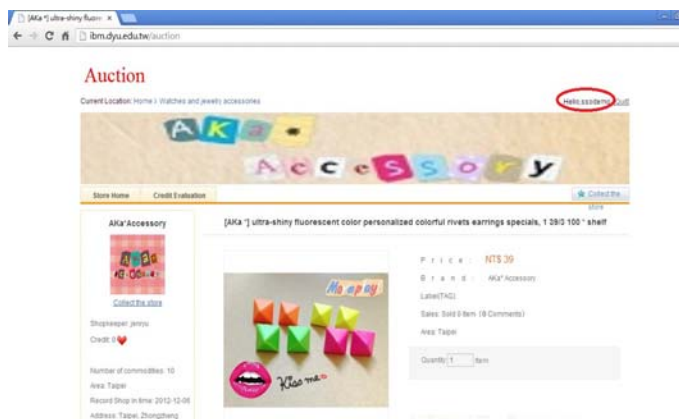 [AKa *] ultra-shiny fluore ×
ibm.dyu.edu.tw/auction
Auction
Current Location: Home > Watches and jewelry accessories
Hello,ssodemo Quit
AKa*
Accessory
Store Home Credit Evaluation
Collect the store
AKa*Accessory
[AKa *] ultra-shiny fluorescent color personalized colorful rivets earrings specials, 1 39/3 100 * shelf
Collect the store
Shopkeeper: jenyu
Credit: 0
Number of commodities: 10
Area: Taipei
Record Shop in time: 2012-12-06
Address: Taipei, Zhongzheng
Kiss me
Price: NT$ 39
Brand: AKa*Accessory
Label(TAG):
Sales: Sold 0 item (0 Comments)
Area: Taipei
Quantity: 1 item